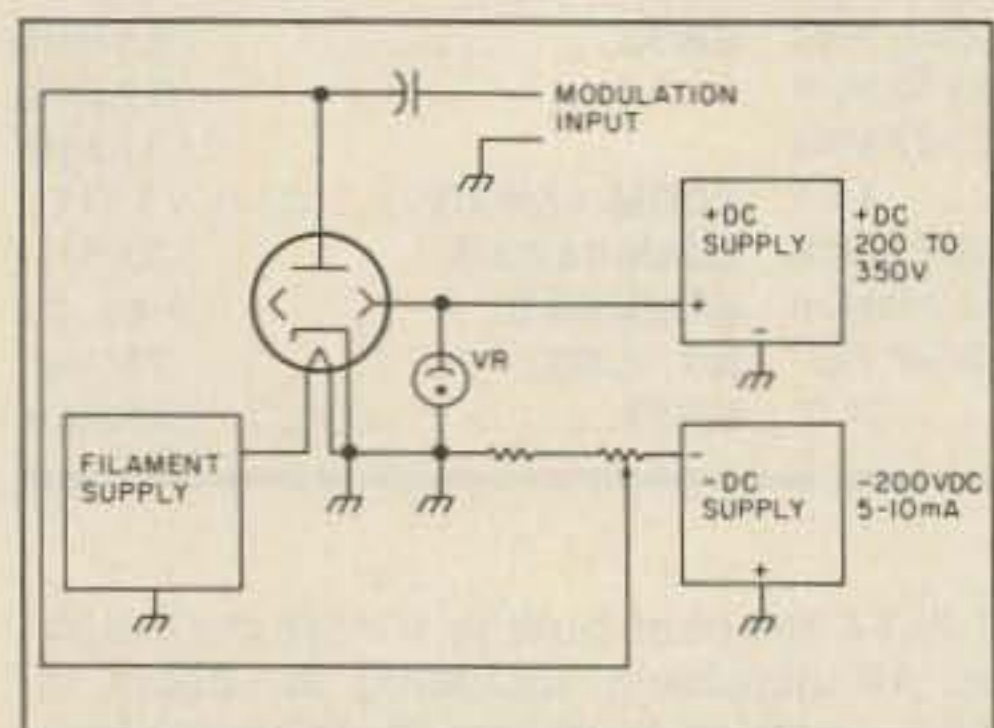 MODULATION
INPUT
+DC
SUPPLY
+
-
+DC
200 TO
350V
VR
FILAMENT
SUPPLY
-
-DC
SUPPLY
+
-200VDC
5-10mA